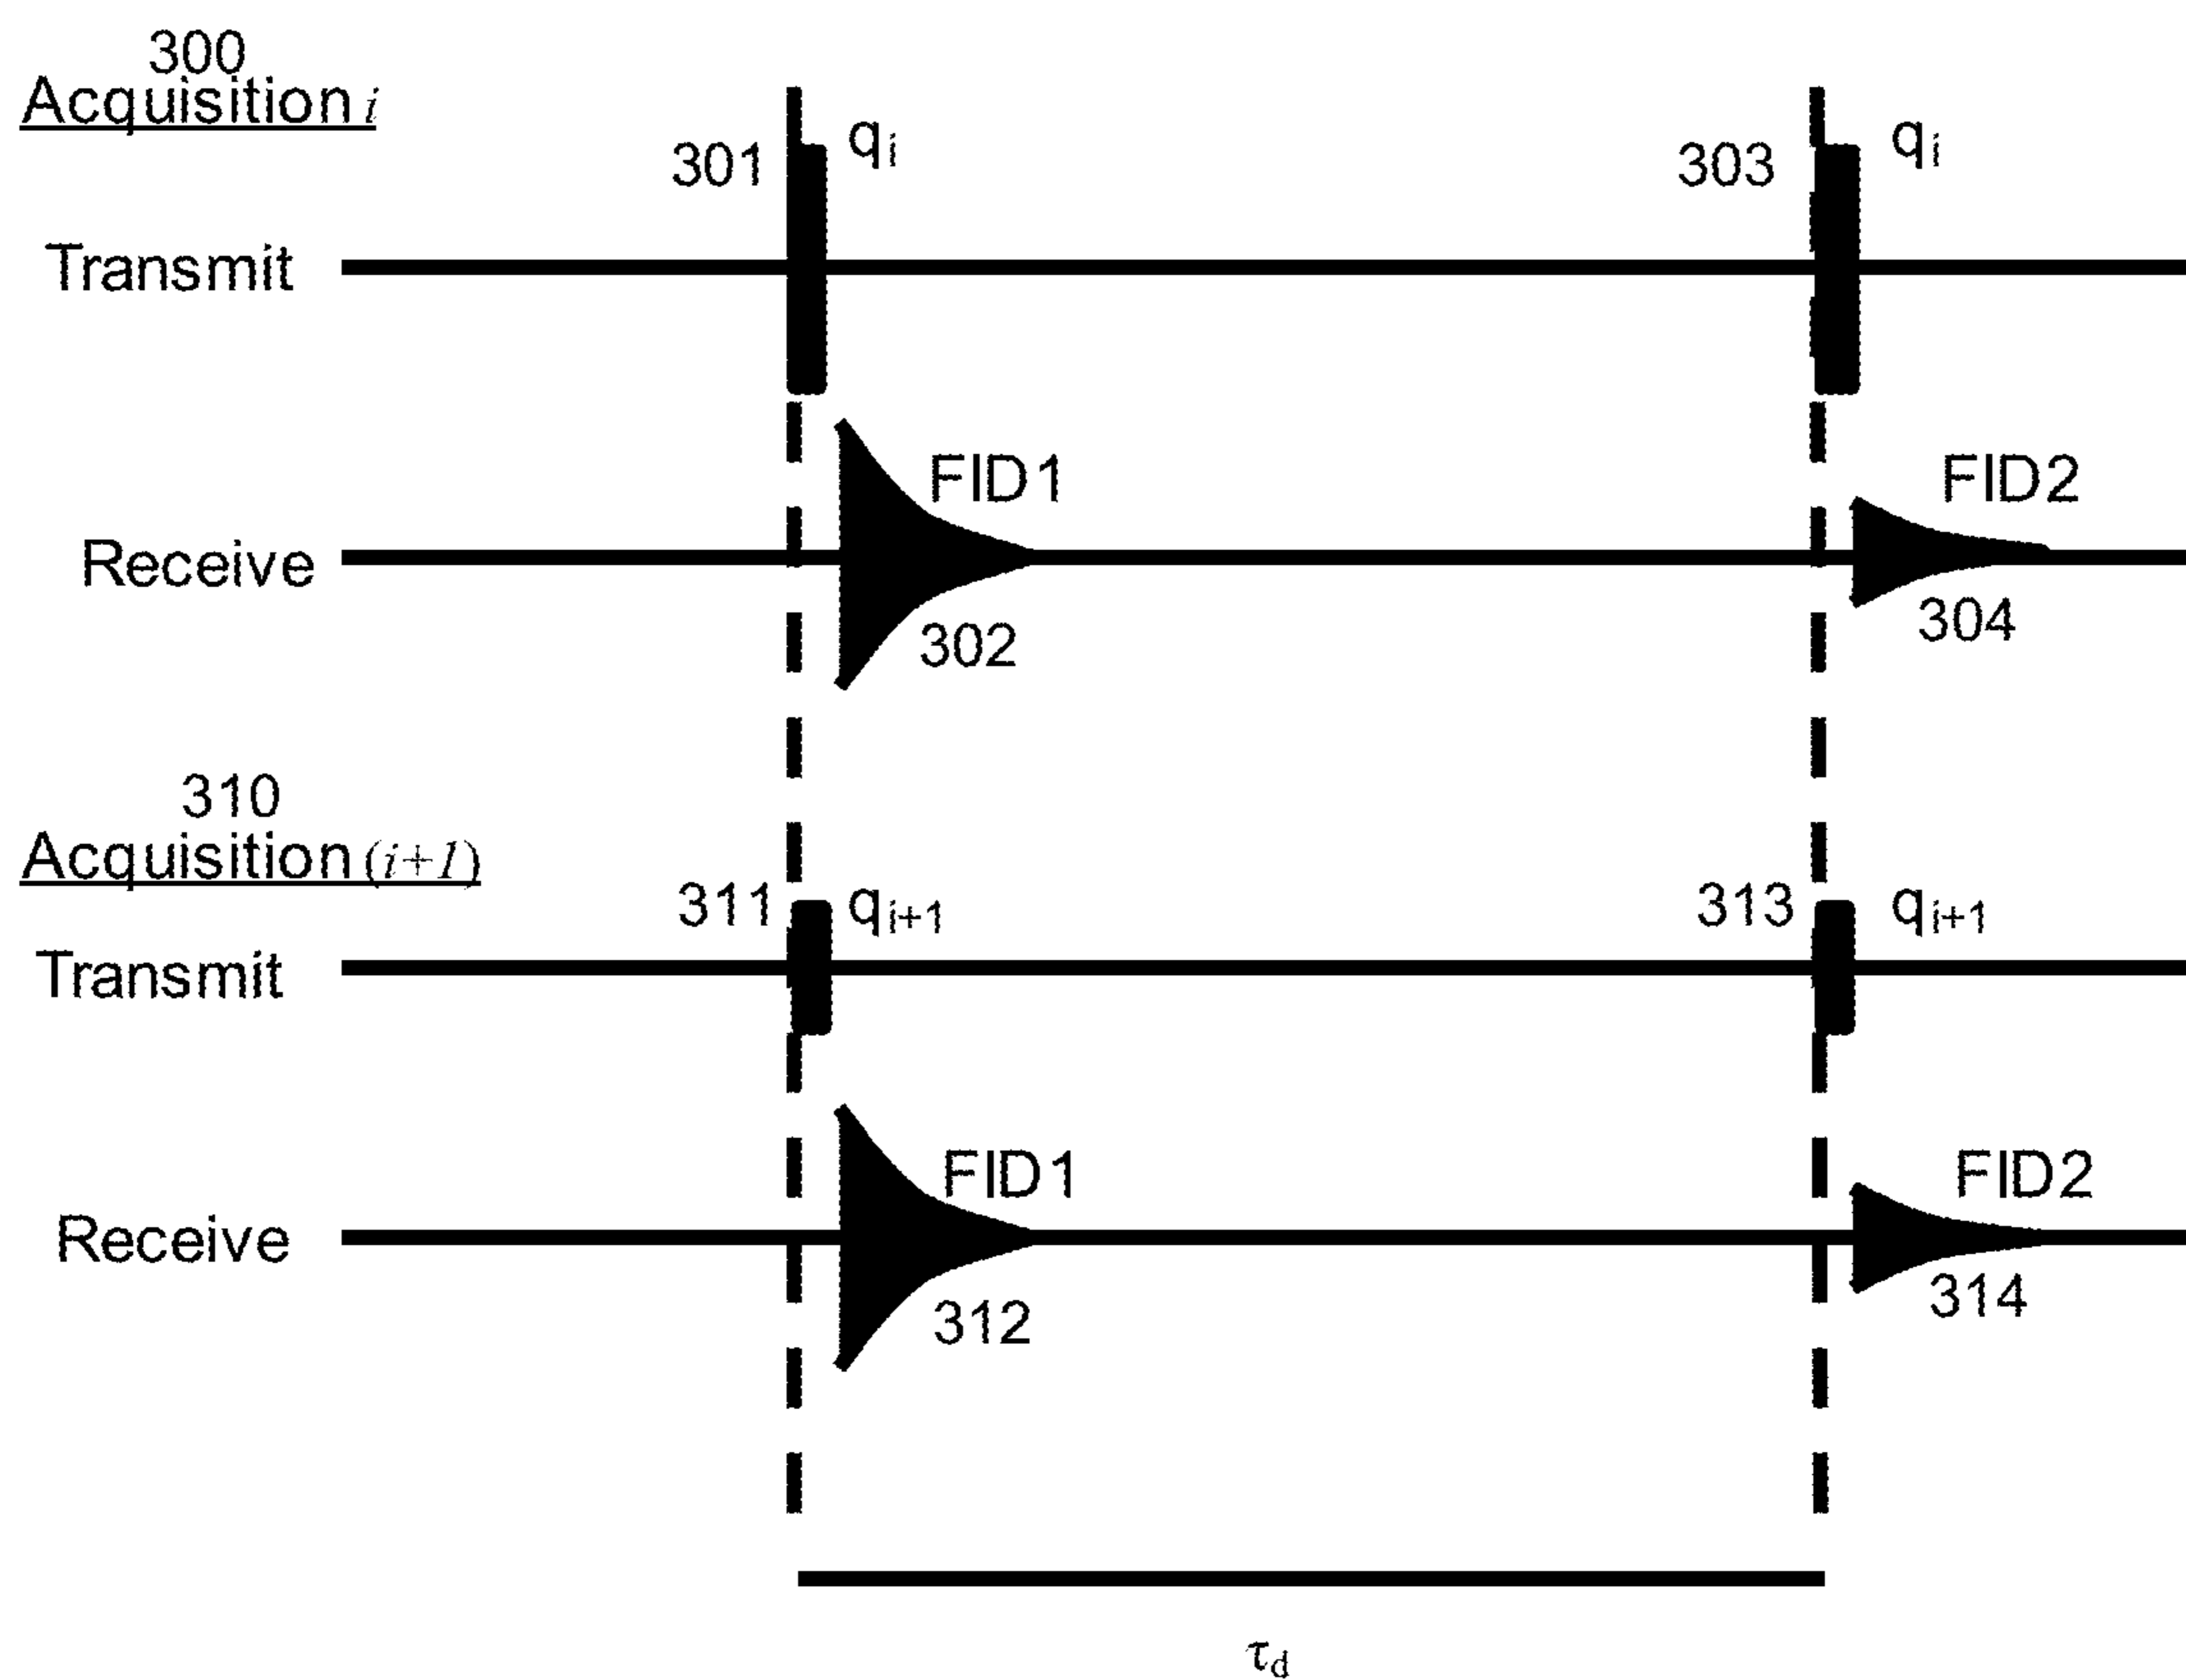 300
Acquisition i
301 qi 303 qi
Transmit
FID1 FID2
Receive
302 304
310
Acquisition (i+1)
311 qi+1 313 qi+1
Transmit
FID1 FID2
Receive
312 314
τd